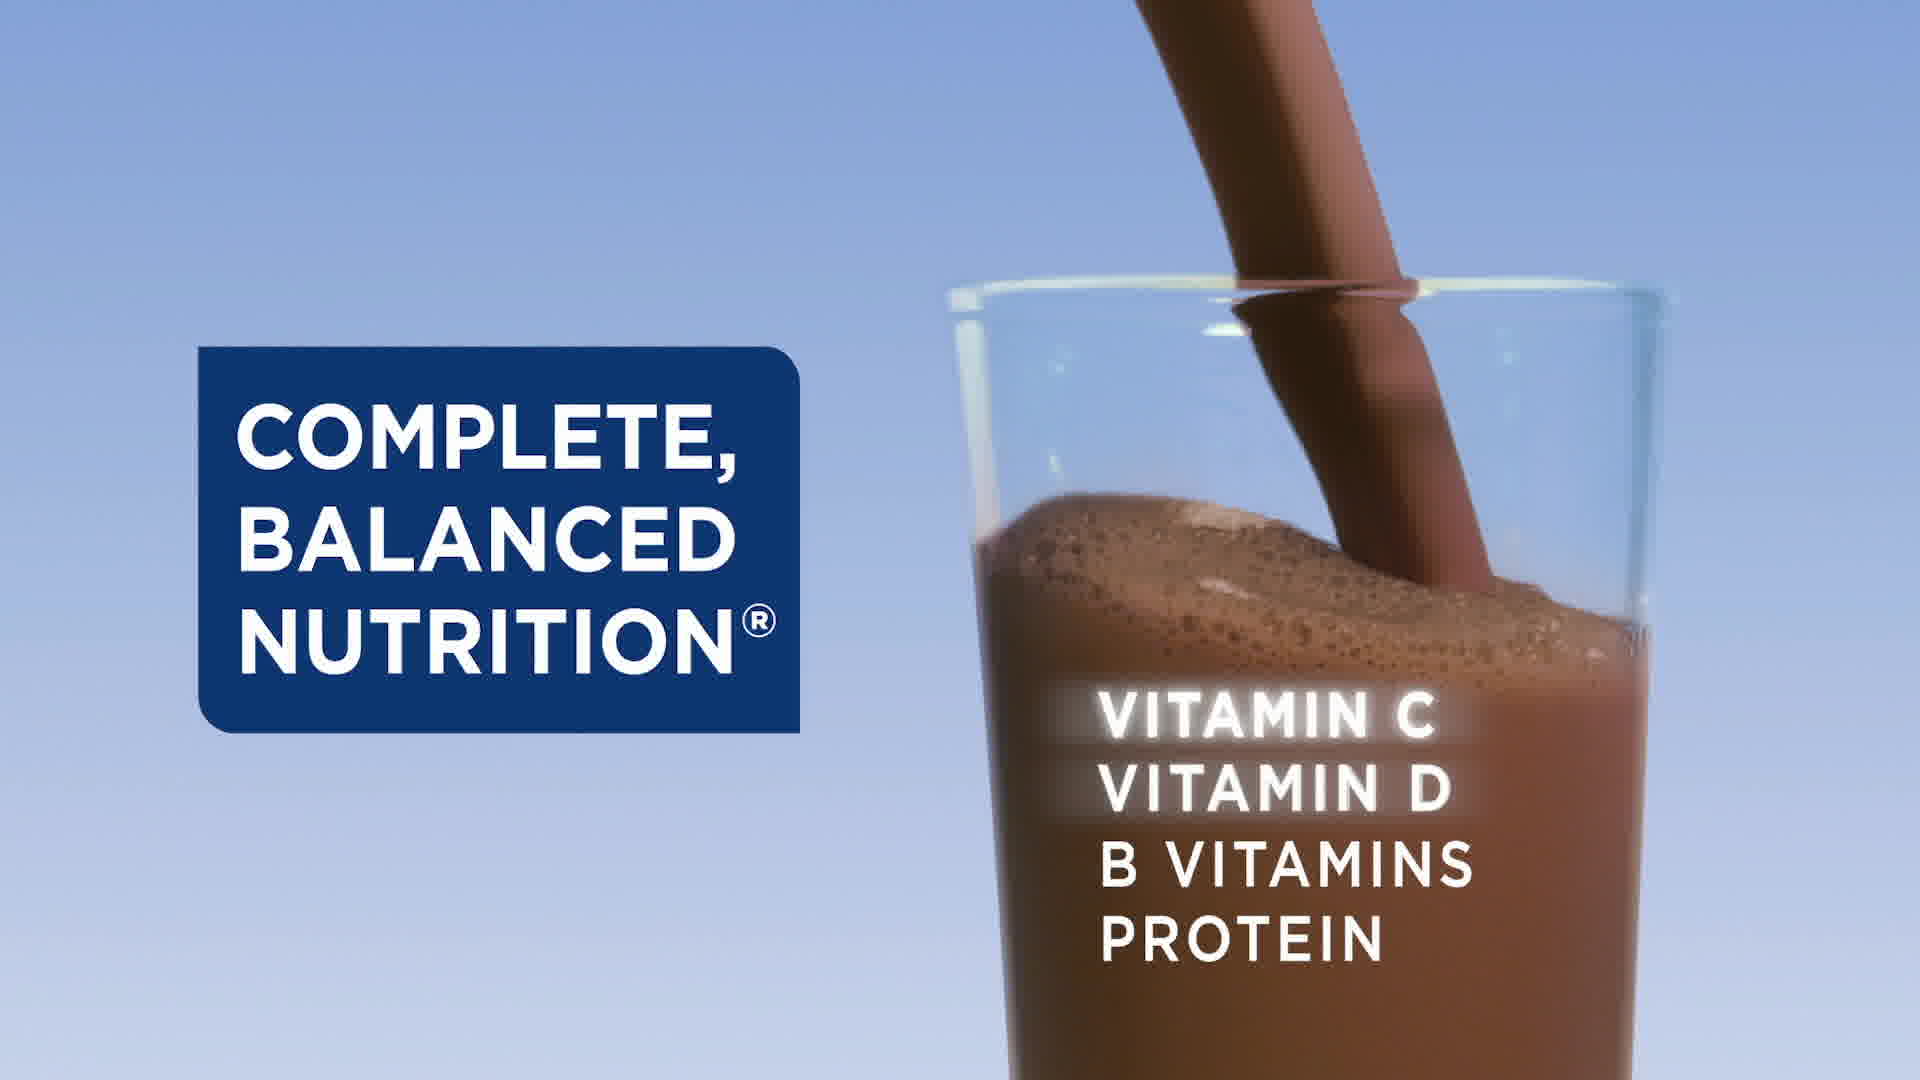 COMPLETE,
BALANCED
NUTRITION®
VITAMIN C
VITAMIN D
B VITAMINS
PROTEIN